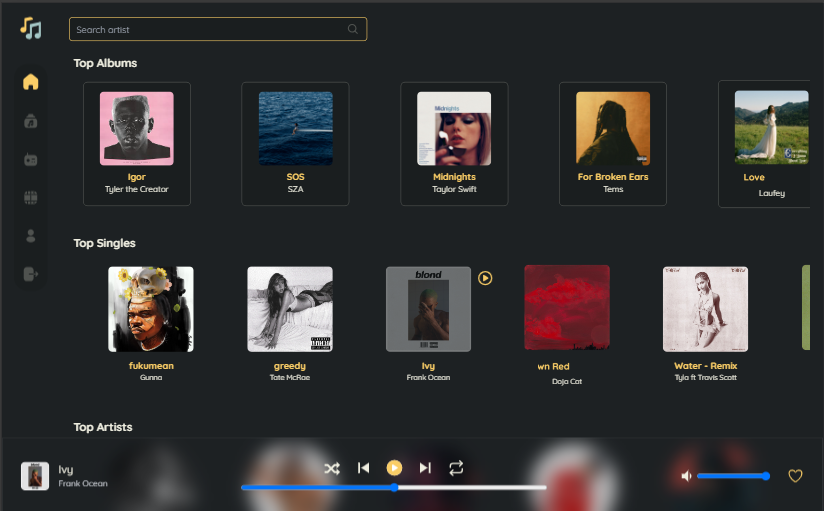 Search artist
Top Albums
Midnights
Igor
Tyler the Creator
SOS
SZA
Midnights
Taylor Swift
For Broken Ears
Tems
Love
Laufey
Top Singles
blond
fukumean
Gunna
greedy
Tate McRae
Ivy
Frank Ocean
wn Red
Doja Cat
Water - Remix
Tyla ft Travis Scott
Top Artists
Ivy
Frank Ocean